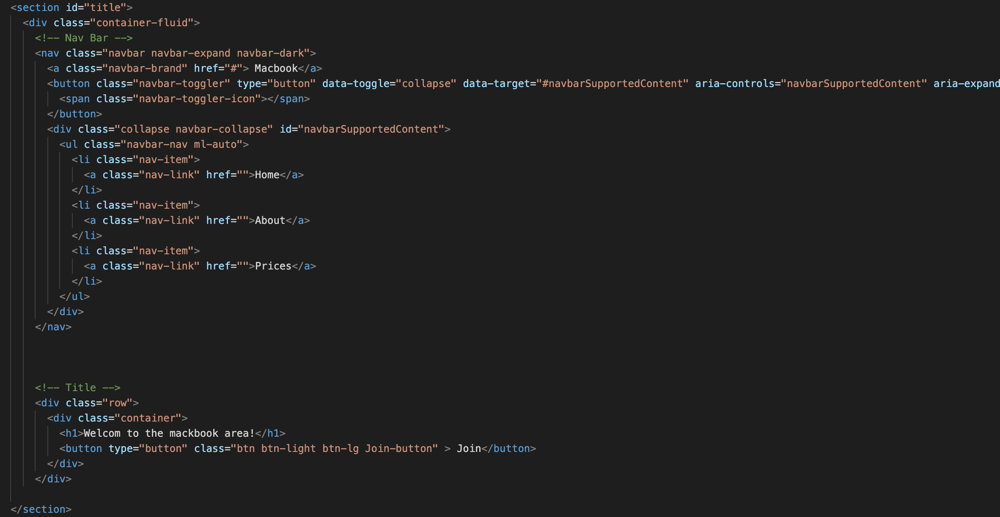 <section id="title">
<div class="container-fluid">
<!-- Nav Bar -->
<nav class="navbar navbar-expand navbar-dark">
<a class="navbar-brand" href="#"> Macbook</a>
<button class="navbar-toggler" type="button" data-toggle="collapse" data-target="#navbarSupportedContent" aria-controls="navbarSupportedContent" aria-expand
<span class="navbar-toggler-icon"></span>
</button>
<div class="collapse navbar-collapse" id="navbarSupportedContent">
<ul class="navbar-nav ml-auto">
<li class="nav-item">
<a class="nav-link" href="">Home</a>
</li>
<li class="nav-item">
<a class="nav-link" href="">About</a>
</li>
<li class="nav-item">
<a class="nav-link" href="">Prices</a>
</li>
</ul>
</div>
</nav>
<!-- Title -->
<div class="row">
<div class="container">
<h1>Welcom to the mackbook area!</h1>
<button type="button" class="btn btn-light btn-lg Join-button" > Join</button>
</div>
</div>
</section>